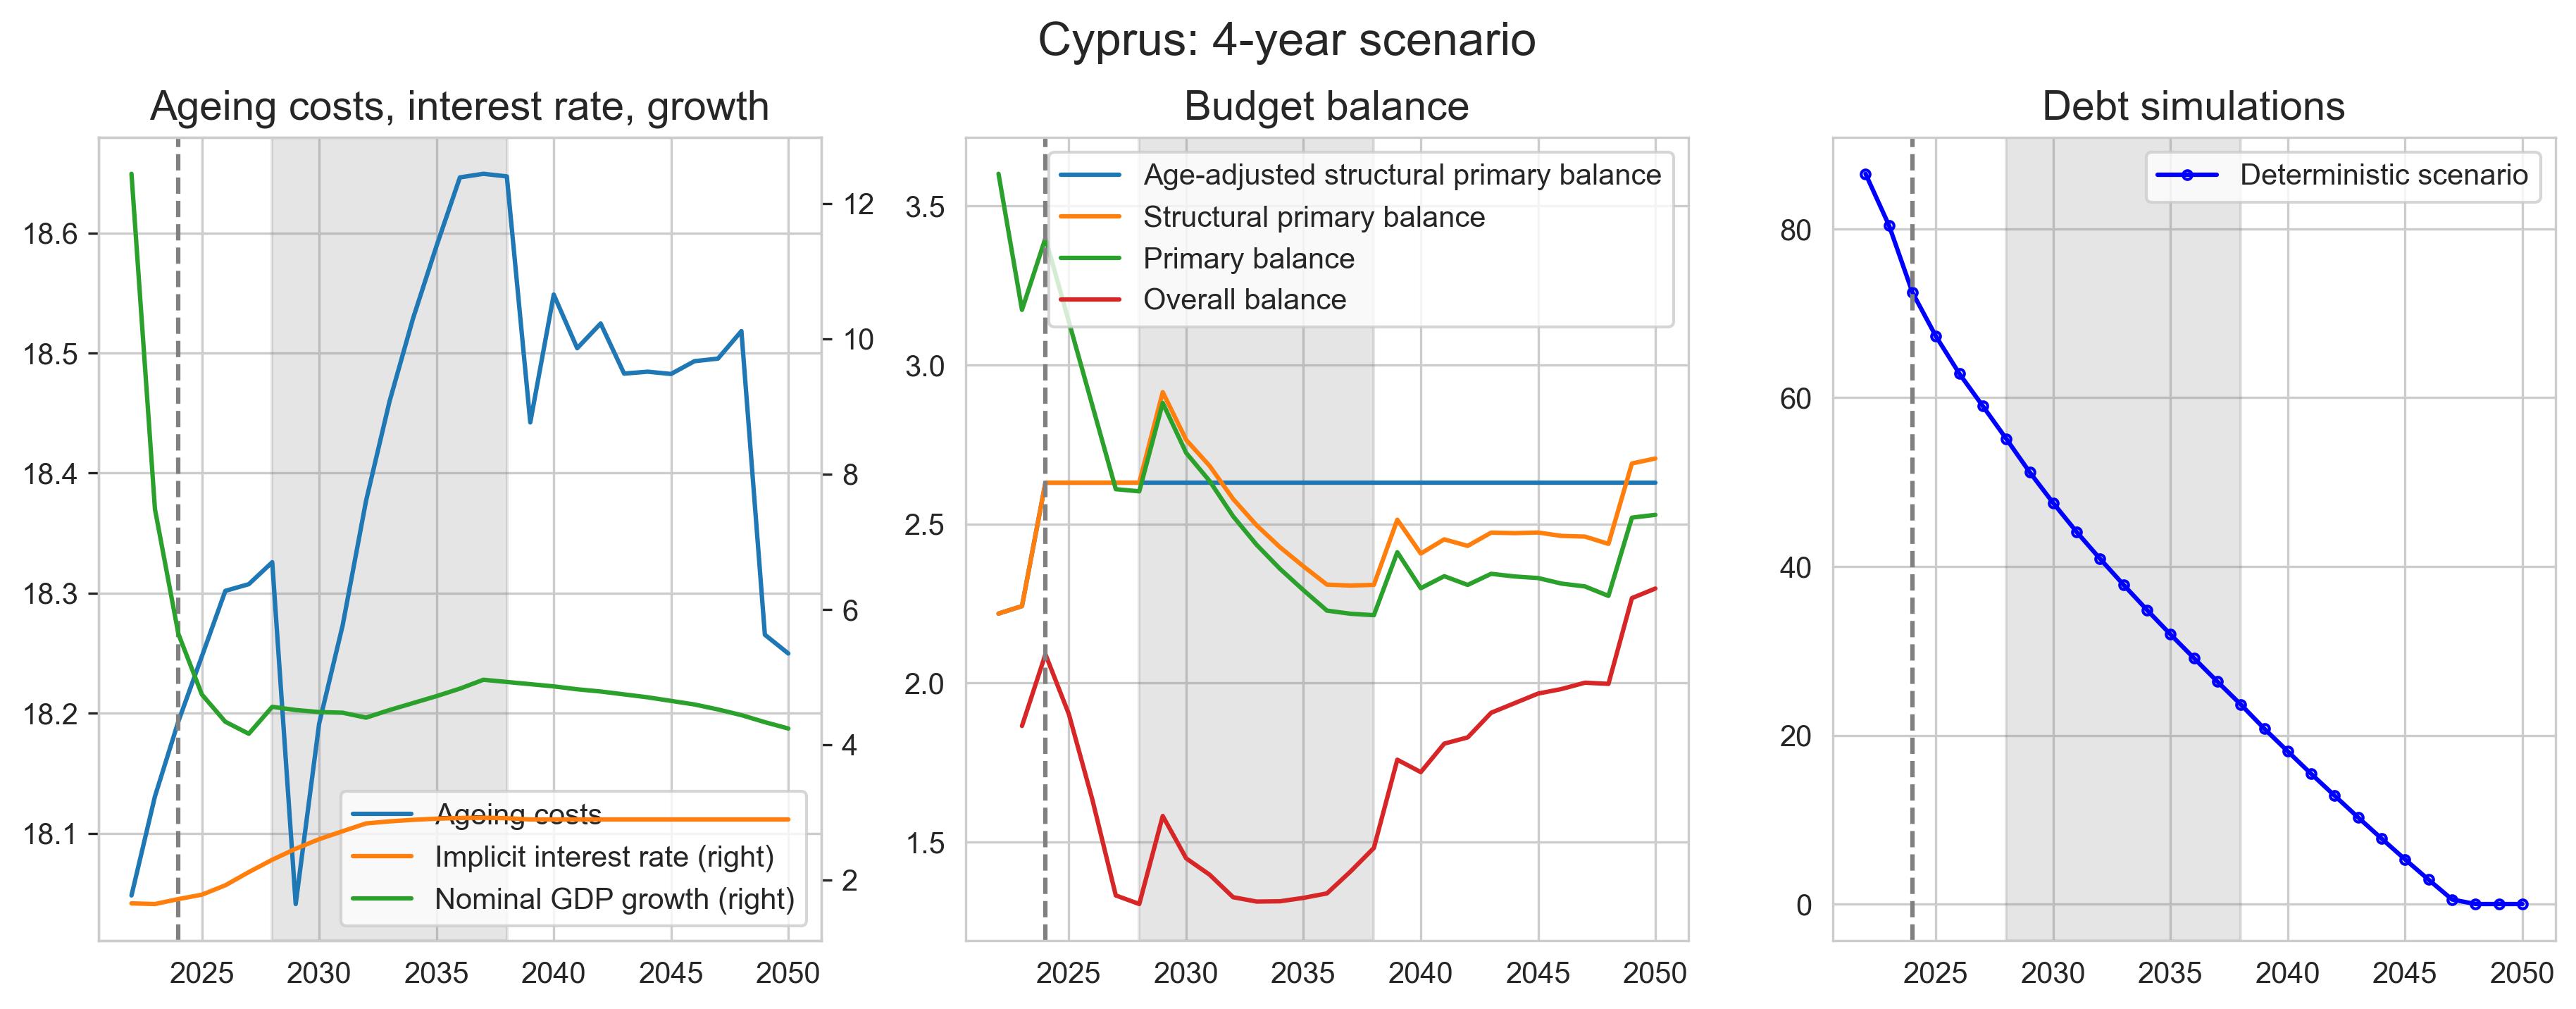 Cyprus: 4-year scenario
Ageing costs, interest rate, growth
18.6
18.5
18.4
18.3
18.2
18.1
12
10
8
6
4
2
Ageing costs
Implicit interest rate (right)
Nominal GDP growth (right)
2025 2030 2035 2040 2045 2050
Budget balance
3.5
3.0
2.5
2.0
1.5
Age-adjusted structural primary balance
Structural primary balance
Primary balance
Overall balance
2025 2030 2035 2040 2045 2050
Debt simulations
80
60
40
20
0
Deterministic scenario
2025 2030 2035 2040 2045 2050